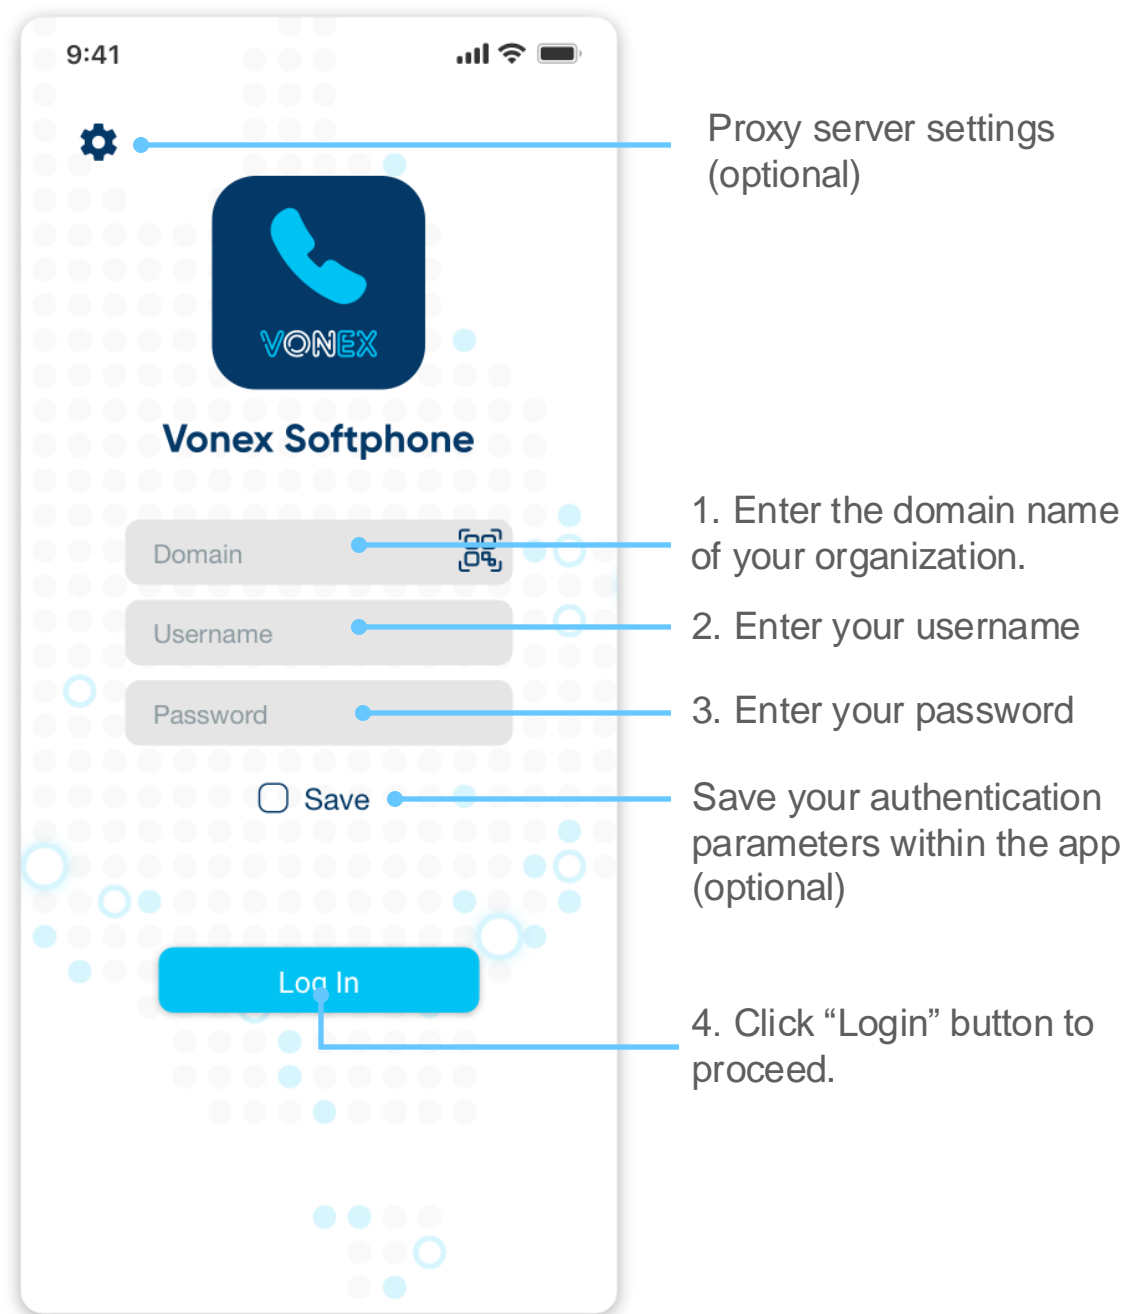 9:41
Proxy server settings
(optional)
VONEX
Vonex Softphone
Domain
1. Enter the domain name
of your organization.
Username
2. Enter your username
Password
3. Enter your password
Save
Save your authentication
parameters within the app
(optional)
Log In
4. Click “Login” button to
proceed.